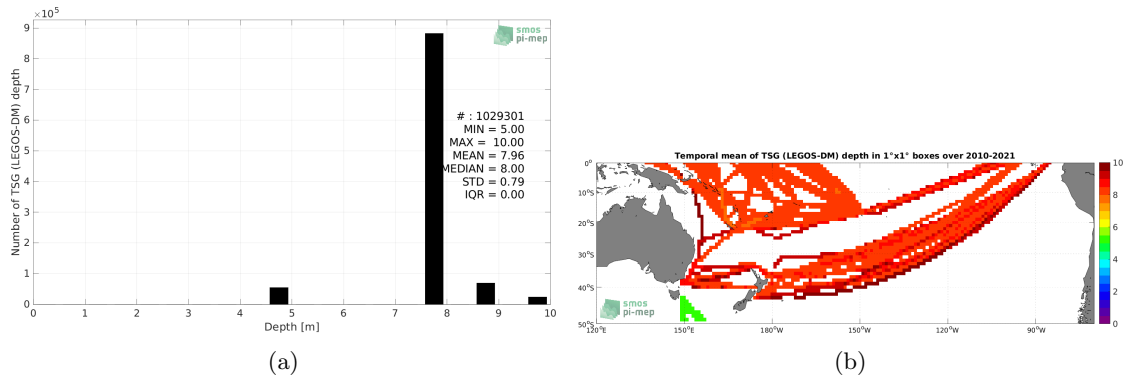 ×10⁵
9
8
7
6
5
4
3
2
1
0
Number of TSG (LEGOS-DM) depth
smos
pi-mep
# : 1029301
MIN = 5.00
MAX = 10.00
MEAN = 7.96
MEDIAN = 8.00
STD = 0.79
IQR = 0.00
0 1 2 3 4 5 6 7 8 9 10
Depth [m]
(a)
Temporal mean of TSG (LEGOS-DM) depth in 1°x1° boxes over 2010-2021
0°
10°S
20°S
30°S
40°S
50°S
smos
pi-mep
120°E 150°E 180°W 150°W 120°W 90°W
10
8
6
4
2
0
(b)